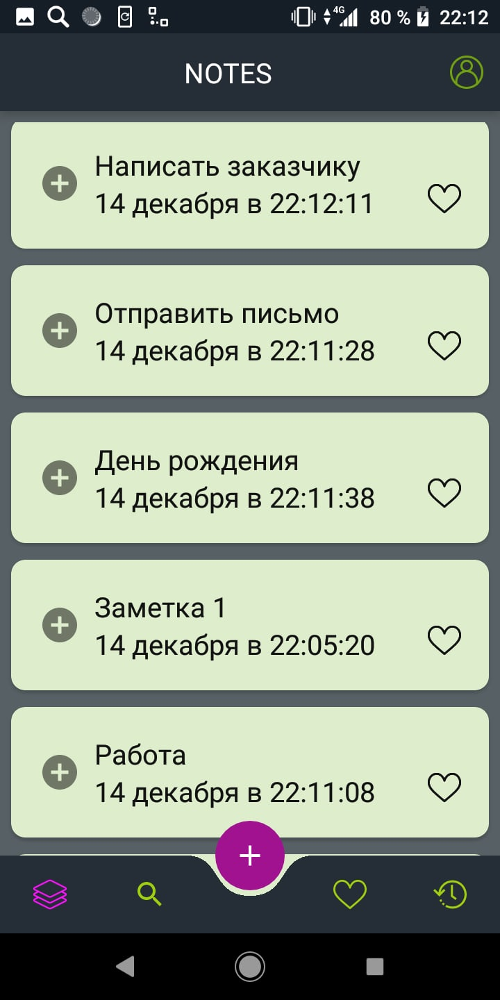 4G 80 % 22:12
NOTES
Написать заказчику
14 декабря в 22:12:11
Отправить письмо
14 декабря в 22:11:28
День рождения
14 декабря в 22:11:38
Заметка 1
14 декабря в 22:05:20
Работа
14 декабря в 22:11:08